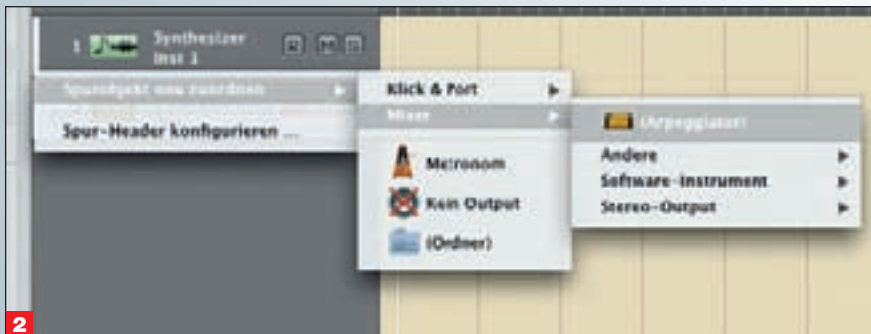 1 Synthesizer
Inst 1
R M S
Spurobjekt neu zuordnen
Spur-Header konfigurieren ...
Klick & Port
Mixer
Metronom
Kein Output
(Ordner)
(Arpeggiator)
Andere
Software-Instrument
Stereo-Output
2